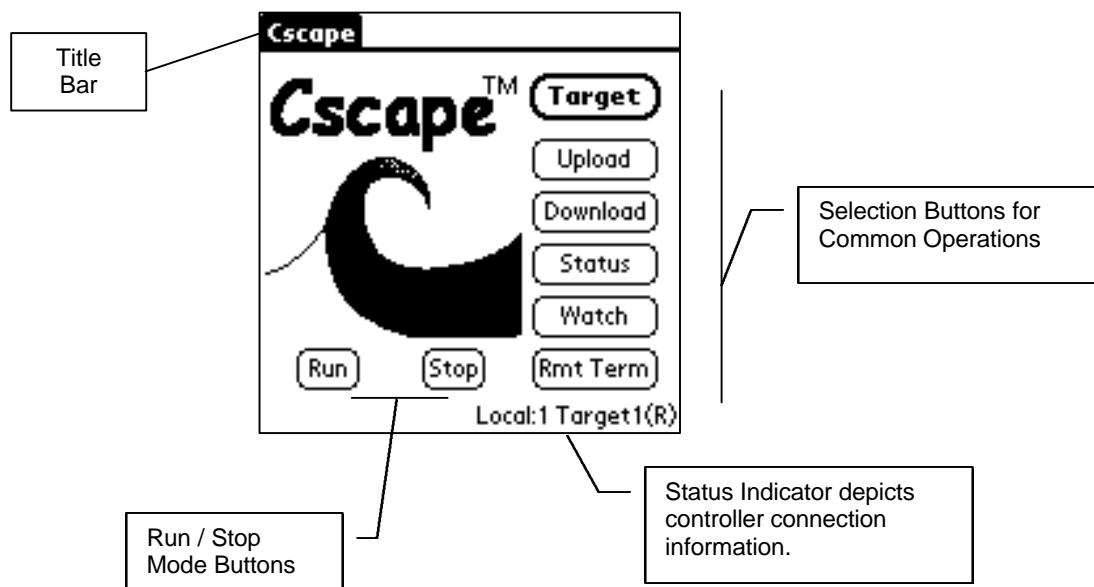 Cscape
Title
Bar
Cscape™
Target
Upload
Download
Status
Watch
Run
Stop
Rmt Term
Local:1 Target1(R)
Selection Buttons for
Common Operations
Run / Stop
Mode Buttons
Status Indicator depicts
controller connection
information.